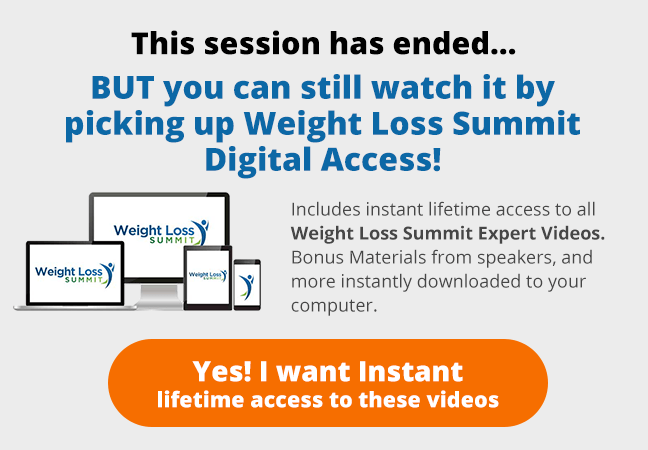 This session has ended...
BUT you can still watch it by
picking up Weight Loss Summit
Digital Access!
Weight Loss
SUMMIT
Weight Loss
SUMMIT
Weight Loss
SUMMIT
Includes instant lifetime access to all
Weight Loss Summit Expert Videos.
Bonus Materials from speakers, and
more instantly downloaded to your
computer.
Yes! I want Instant
lifetime access to these videos